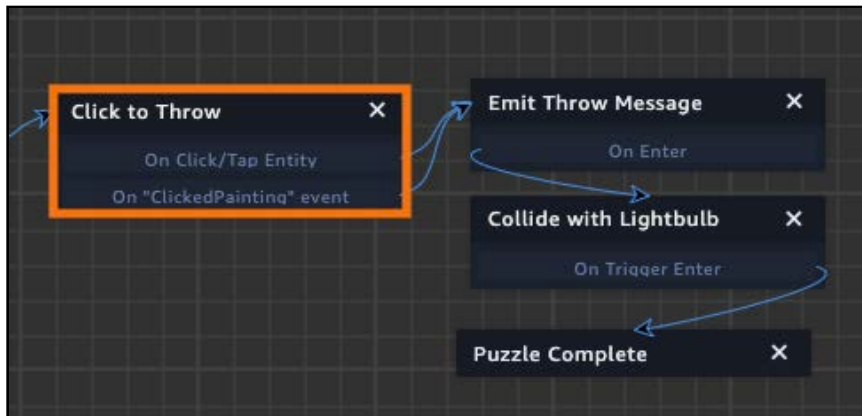 Click to Throw
On Click/Tap Entity
On "ClickedPainting" event
Emit Throw Message
On Enter
Collide with Lightbulb
On Trigger Enter
Puzzle Complete